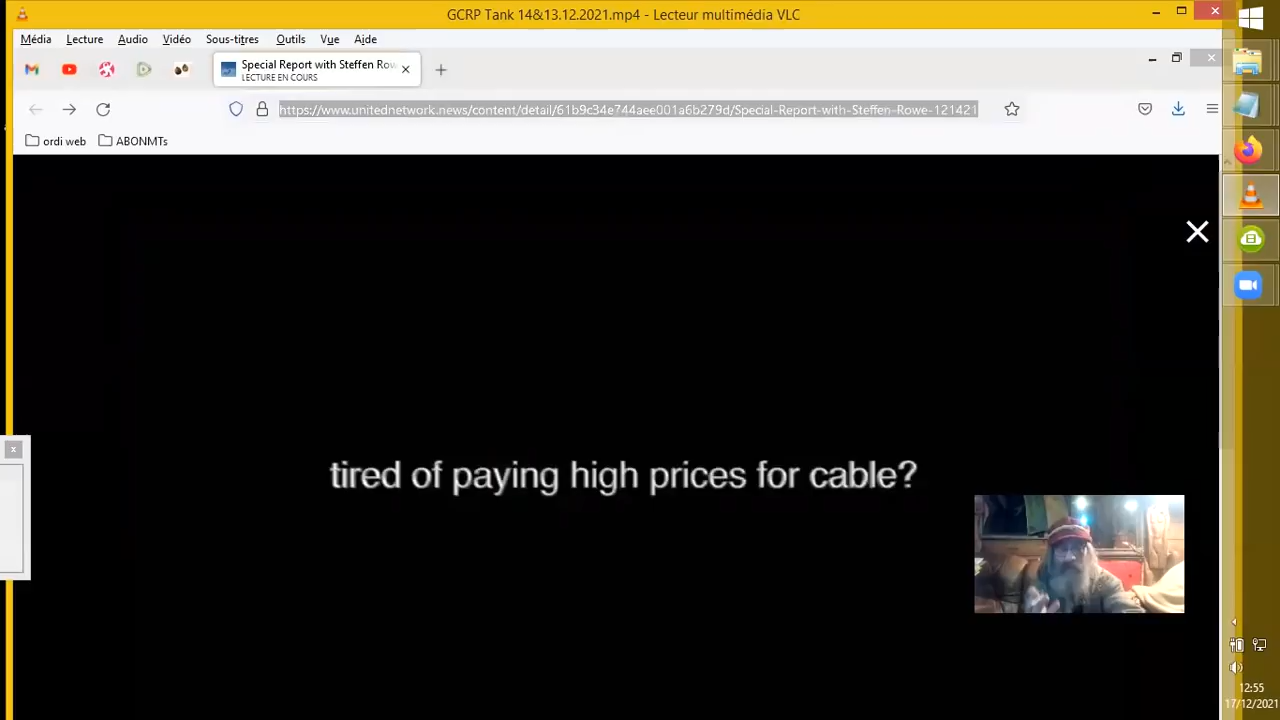 GCRP Tank 14&13.12.2021.mp4 - Lecteur multimédia VLC
Média Lecture Audio Vidéo Sous-titres Outils Vue Aide
Special Report with Steffen Row
LECTURE EN COURS
https://www.unitednetwork.news/content/detail/61b9c34e744aee001a6b279d/Special-Report-with-Steffen-Rowe-121421
ordi web ABONMTs
tired of paying high prices for cable?
12:55
17/12/2021